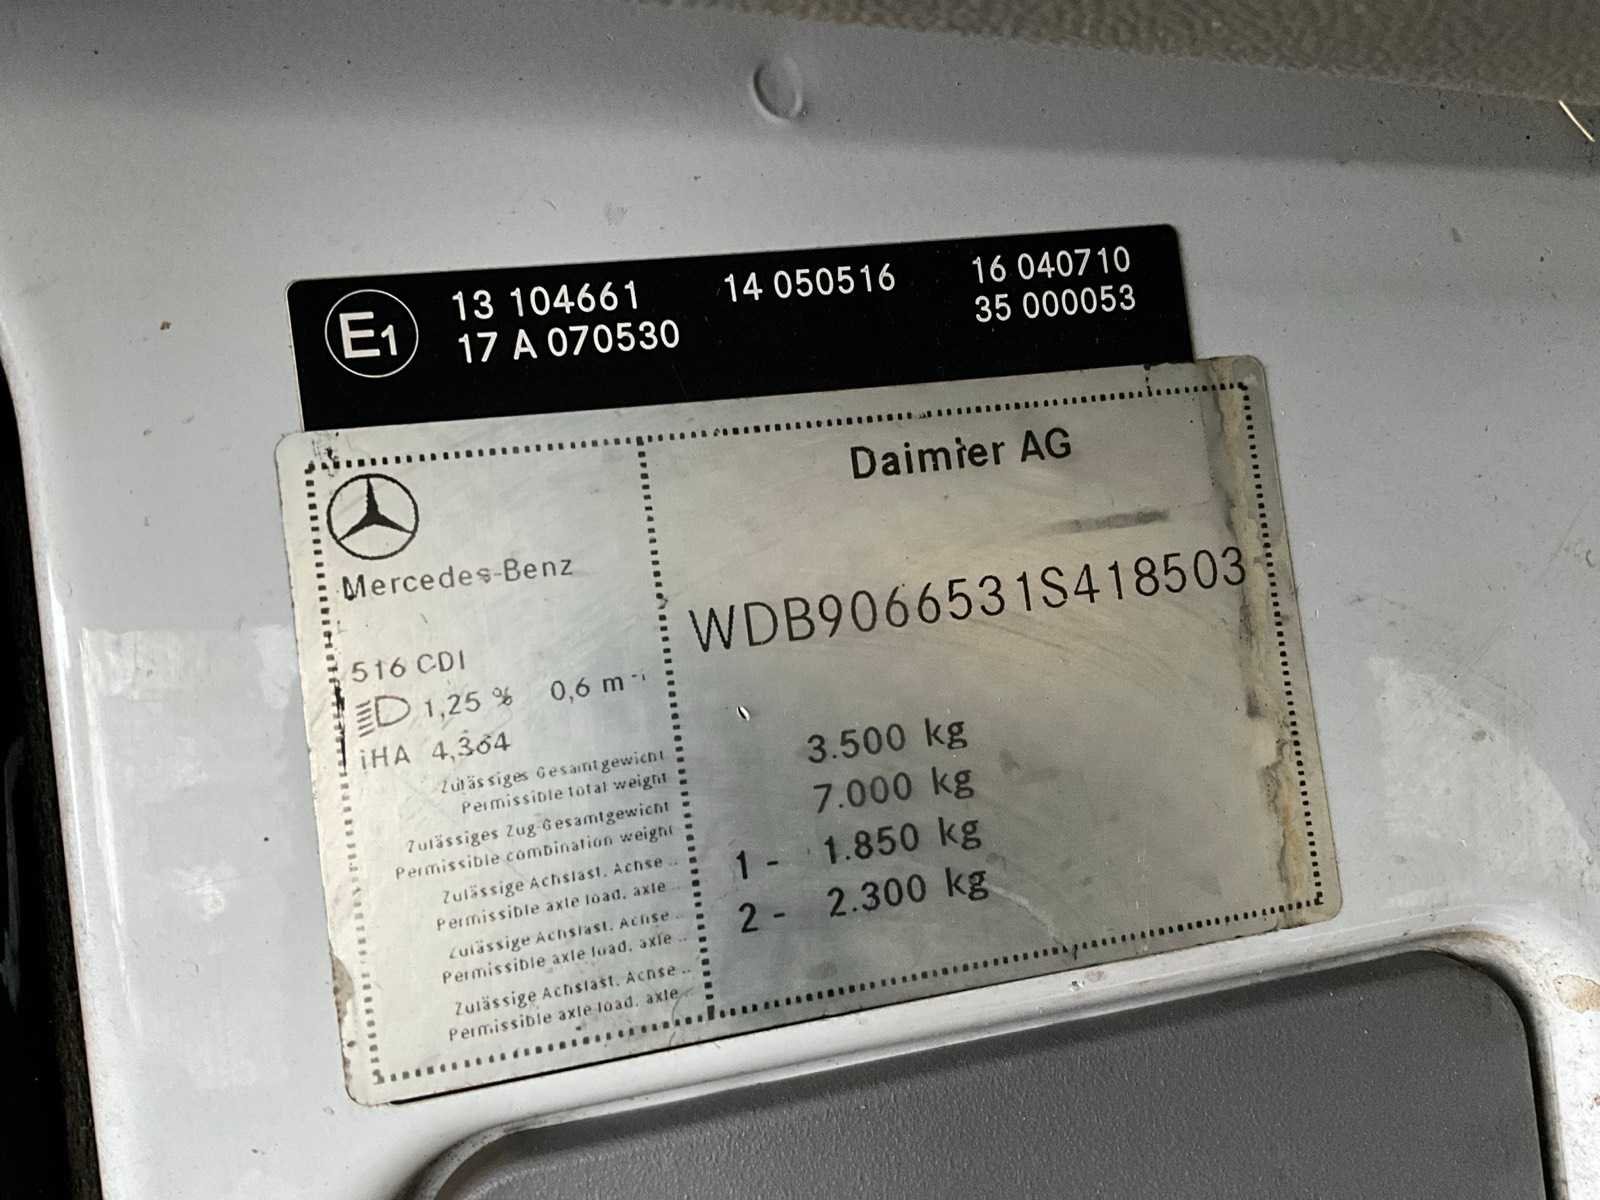 E1 13 104661 14 050516 16 040710
17 A 070530 35 000053
Daimler AG
Mercedes-Benz
WDB9066531S418503
516 CDI
1,25 % 0,6 m⁻¹
iHA 4,364
Zulässiges Gesamtgewicht
Permissible total weight 3.500 kg
Zulässiges Zug-Gesamtgewicht
Permissible combination weight 7.000 kg
Zulässige Achslast. Achse ..
Permissible axle load. axle .. 1 - 1.850 kg
Zulässige Achslast. Achse ..
Permissible axle load. axle .. 2 - 2.300 kg
Zulässige Achslast. Achse ..
Permissible axle load. axle ..